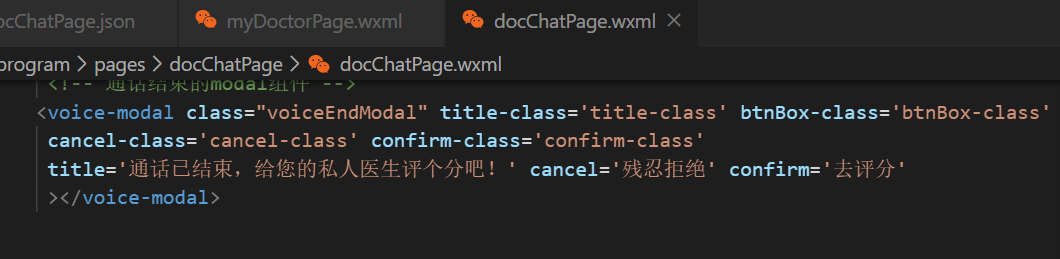 ocChatPage.json myDoctorPage.wxml docChatPage.wxml
program > pages > docChatPage > docChatPage.wxml
<!-- 通话结束的modal组件 -->
<voice-modal class="voiceEndModal" title-class='title-class' btnBox-class='btnBox-class'
cancel-class='cancel-class' confirm-class='confirm-class'
title='通话已结束，给您的私人医生评个分吧！' cancel='残忍拒绝' confirm='去评分'
></voice-modal>